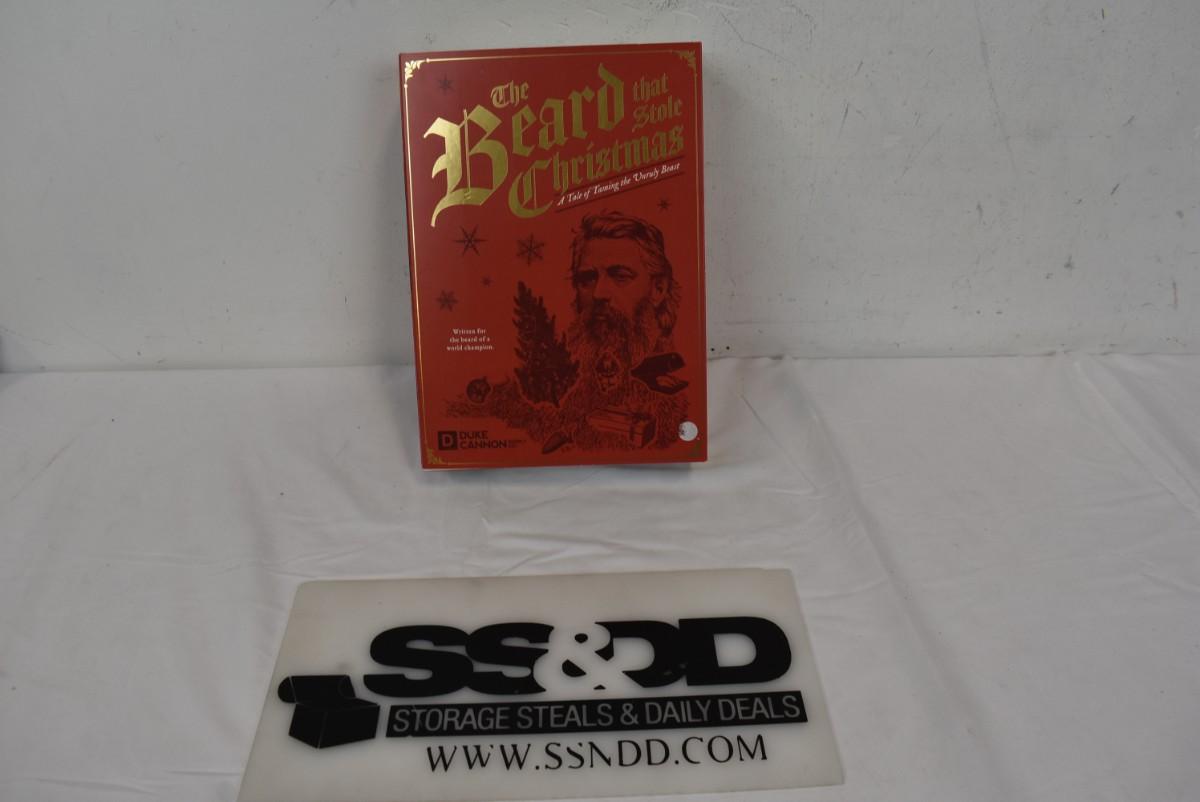 The
Beard that
Stole
Christmas
A Tale of Taming the Unruly Beast
Written for
the beard of a
world champion.
D DUKE
CANNON
SS&DD
STORAGE STEALS & DAILY DEALS
WWW.SSNDD.COM